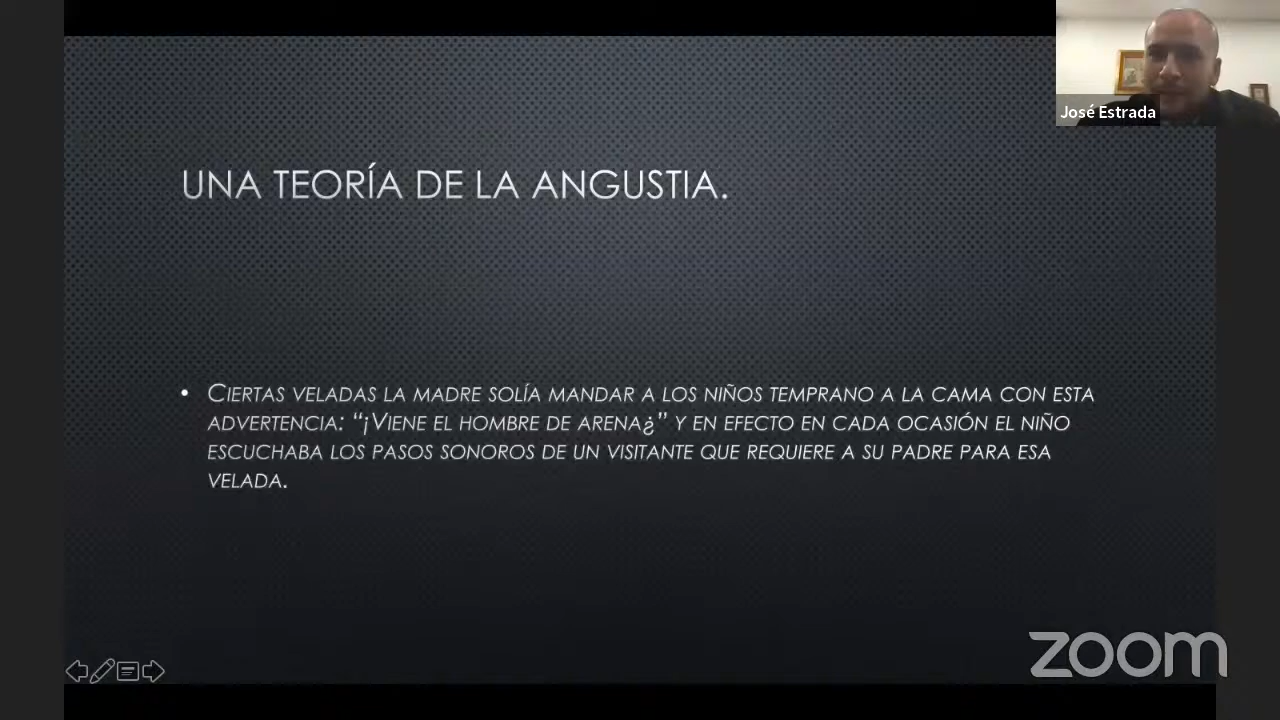 José Estrada
UNA TEORÍA DE LA ANGUSTIA.
• CIERTAS VELADAS LA MADRE SOLÍA MANDAR A LOS NIÑOS TEMPRANO A LA CAMA CON ESTA
ADVERTENCIA: “¡VIENE EL HOMBRE DE ARENA¿” Y EN EFECTO EN CADA OCASIÓN EL NIÑO
ESCUCHABA LOS PASOS SONOROS DE UN VISITANTE QUE REQUIERE A SU PADRE PARA ESA
VELADA.
zoom